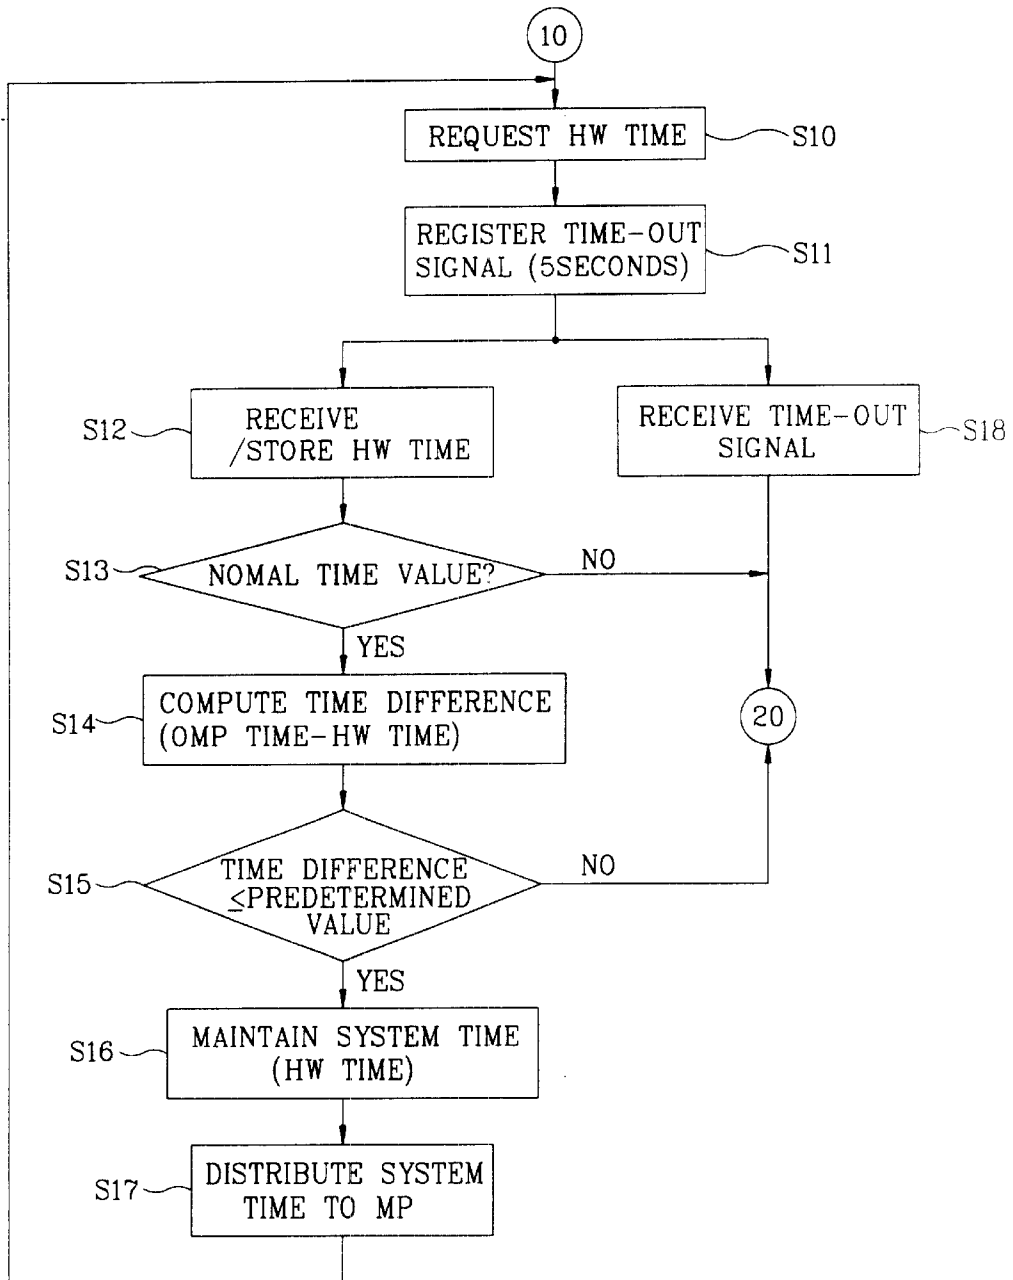 10
REQUEST HW TIME
S10
REGISTER TIME-OUT
SIGNAL (5SECONDS)
S11
S12
RECEIVE
/STORE HW TIME
RECEIVE TIME-OUT
SIGNAL
S18
S13
NOMAL TIME VALUE?
NO
YES
S14
COMPUTE TIME DIFFERENCE
(OMP TIME-HW TIME)
20
S15
TIME DIFFERENCE
≤PREDETERMINED
VALUE
NO
YES
S16
MAINTAIN SYSTEM TIME
(HW TIME)
S17
DISTRIBUTE SYSTEM
TIME TO MP